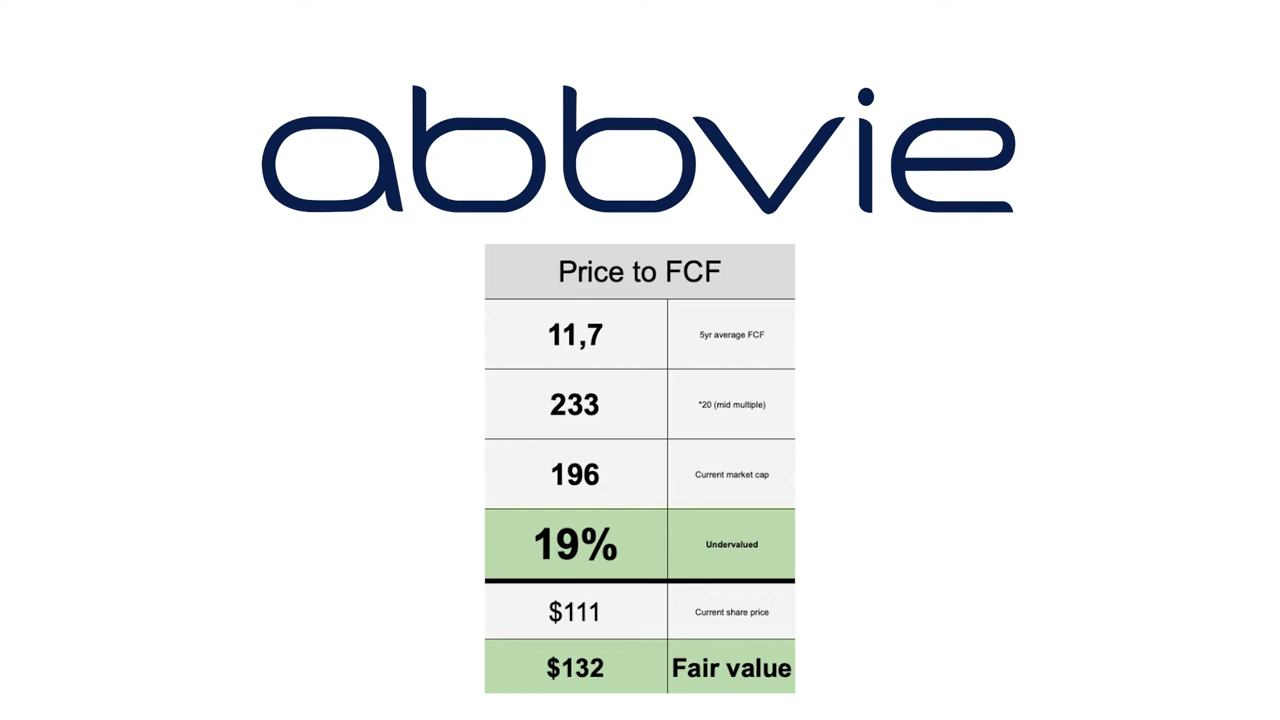 abbvie
Price to FCF
11,7 5yr average FCF
233 *20 (mid multiple)
196 Current market cap
19% Undervalued
$111 Current share price
$132 Fair value